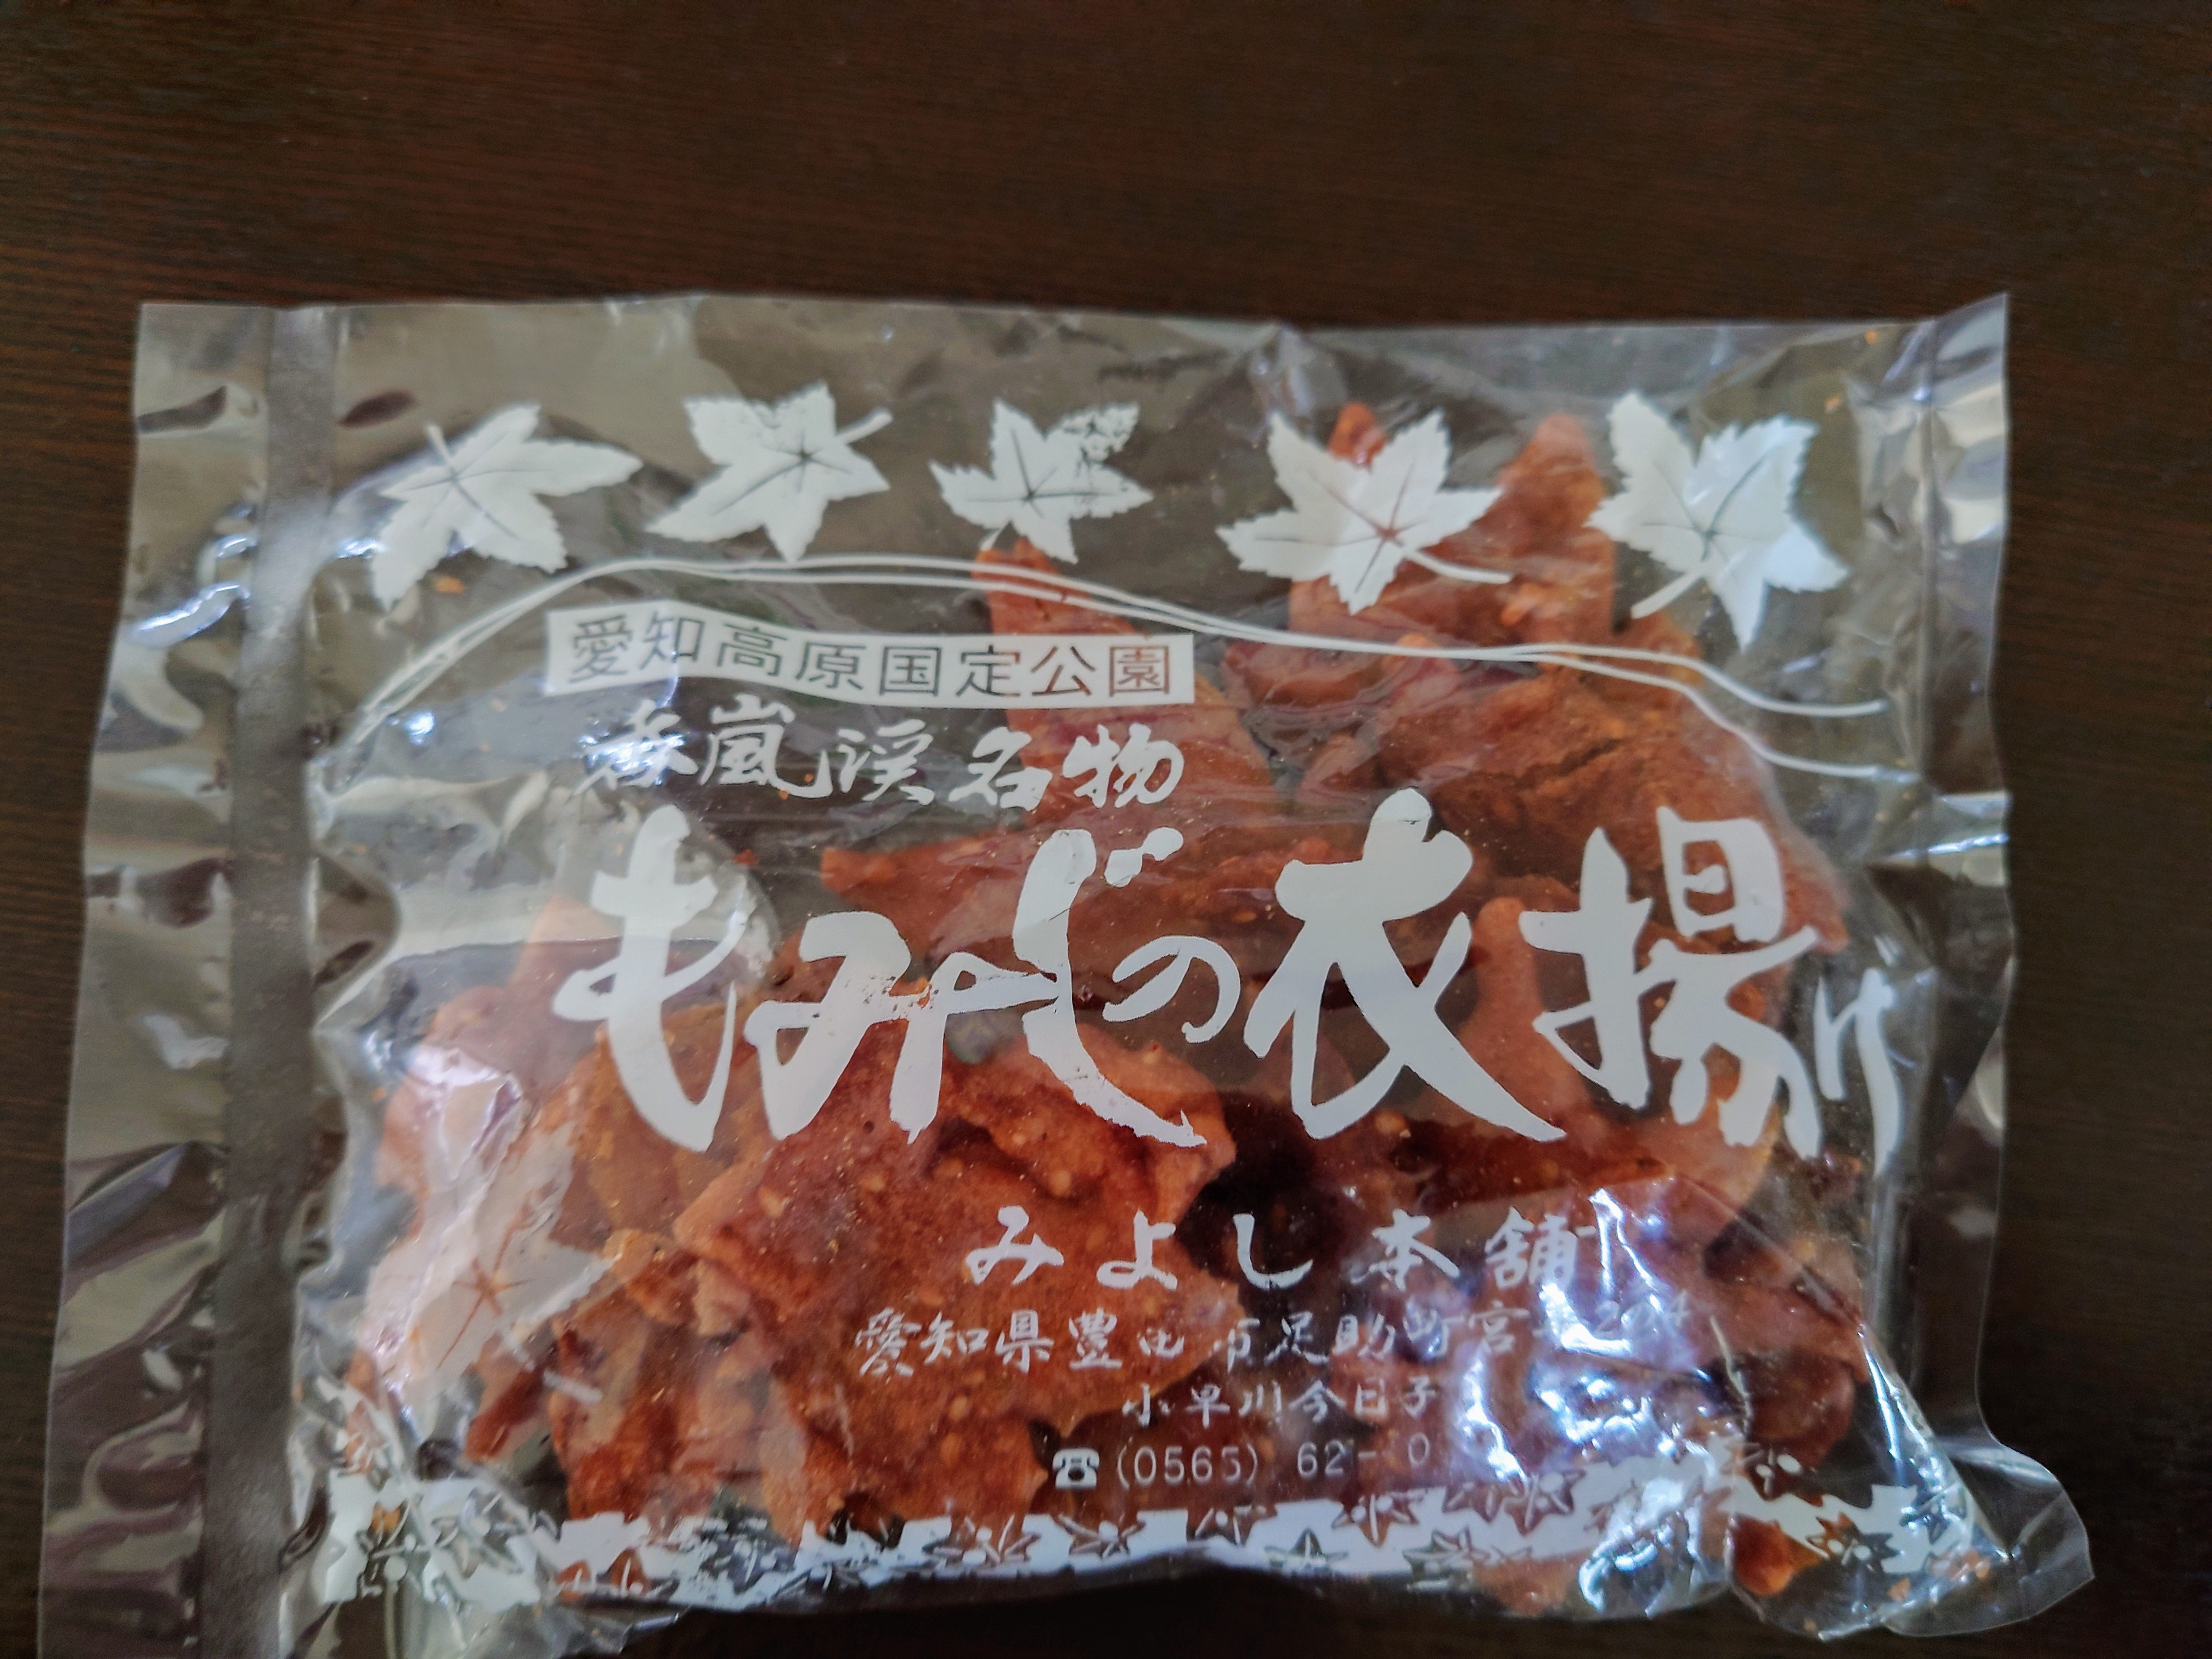 愛知高原国定公園
香嵐渓名物
もみじの衣揚げ
みよし本舗
愛知県豊田市足助町宮
小早川今日子
☎(0565) 62-0